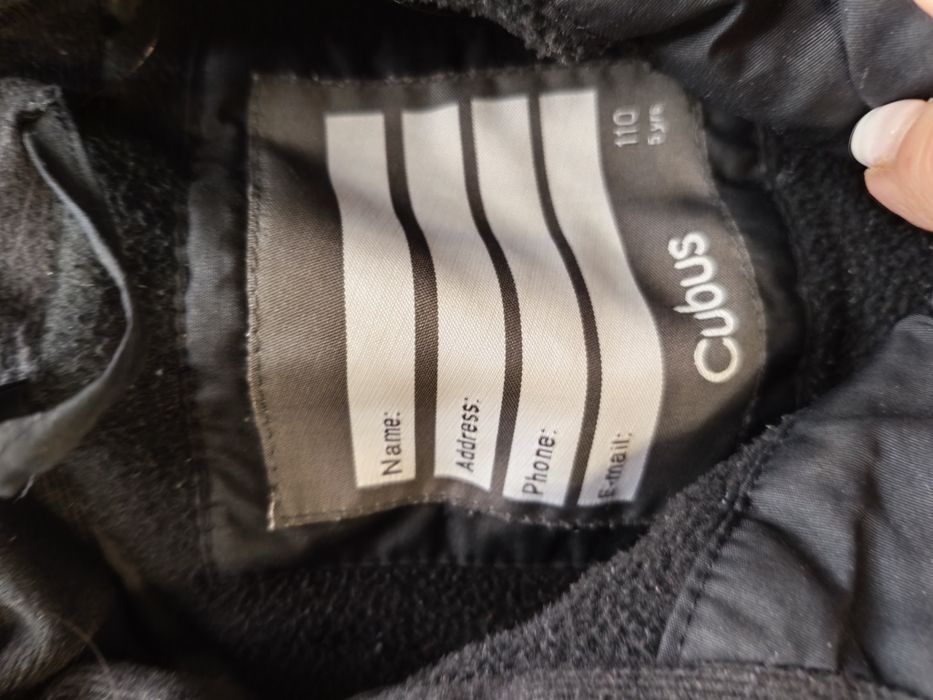 Name:
Address:
Phone:
E-mail:
110
5 yrs
Cubus